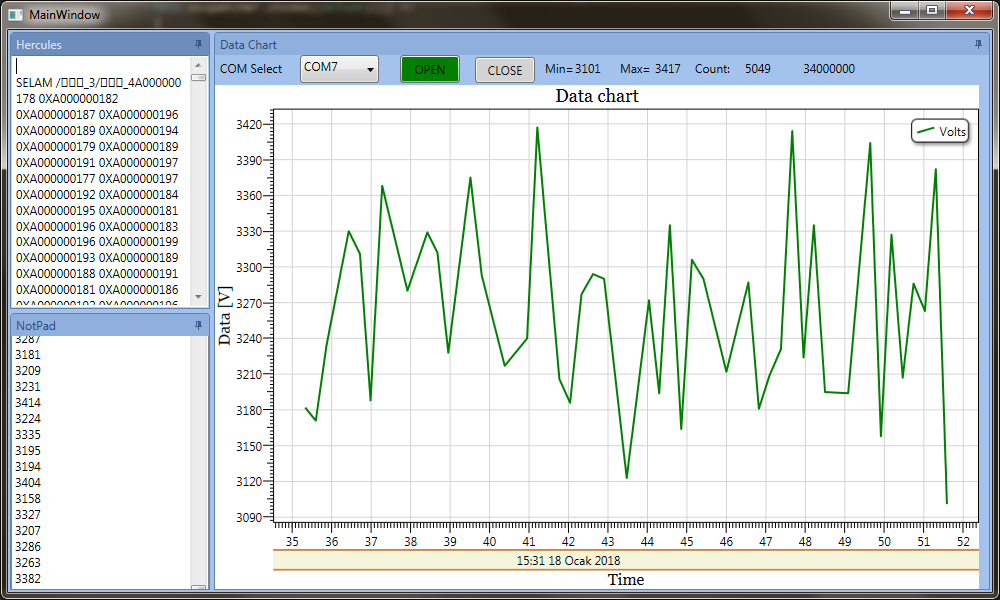 MainWindow
Hercules
SELAM /□□□_3/□□□_4A000000
178 0XA000000182
0XA000000187 0XA000000196
0XA000000189 0XA000000194
0XA000000179 0XA000000189
0XA000000191 0XA000000197
0XA000000177 0XA000000197
0XA000000192 0XA000000184
0XA000000195 0XA000000181
0XA000000196 0XA000000183
0XA000000196 0XA000000199
0XA000000193 0XA000000189
0XA000000188 0XA000000191
0XA000000181 0XA000000186
NotPad
3287
3181
3209
3231
3414
3224
3335
3195
3194
3404
3158
3327
3207
3286
3263
3382
Data Chart
COM Select COM7 OPEN CLOSE Min= 3101 Max= 3417 Count: 5049 34000000
Data chart
Volts
Data [V]
3420
3390
3360
3330
3300
3270
3240
3210
3180
3150
3120
3090
35 36 37 38 39 40 41 42 43 44 45 46 47 48 49 50 51 52
15:31 18 Ocak 2018
Time